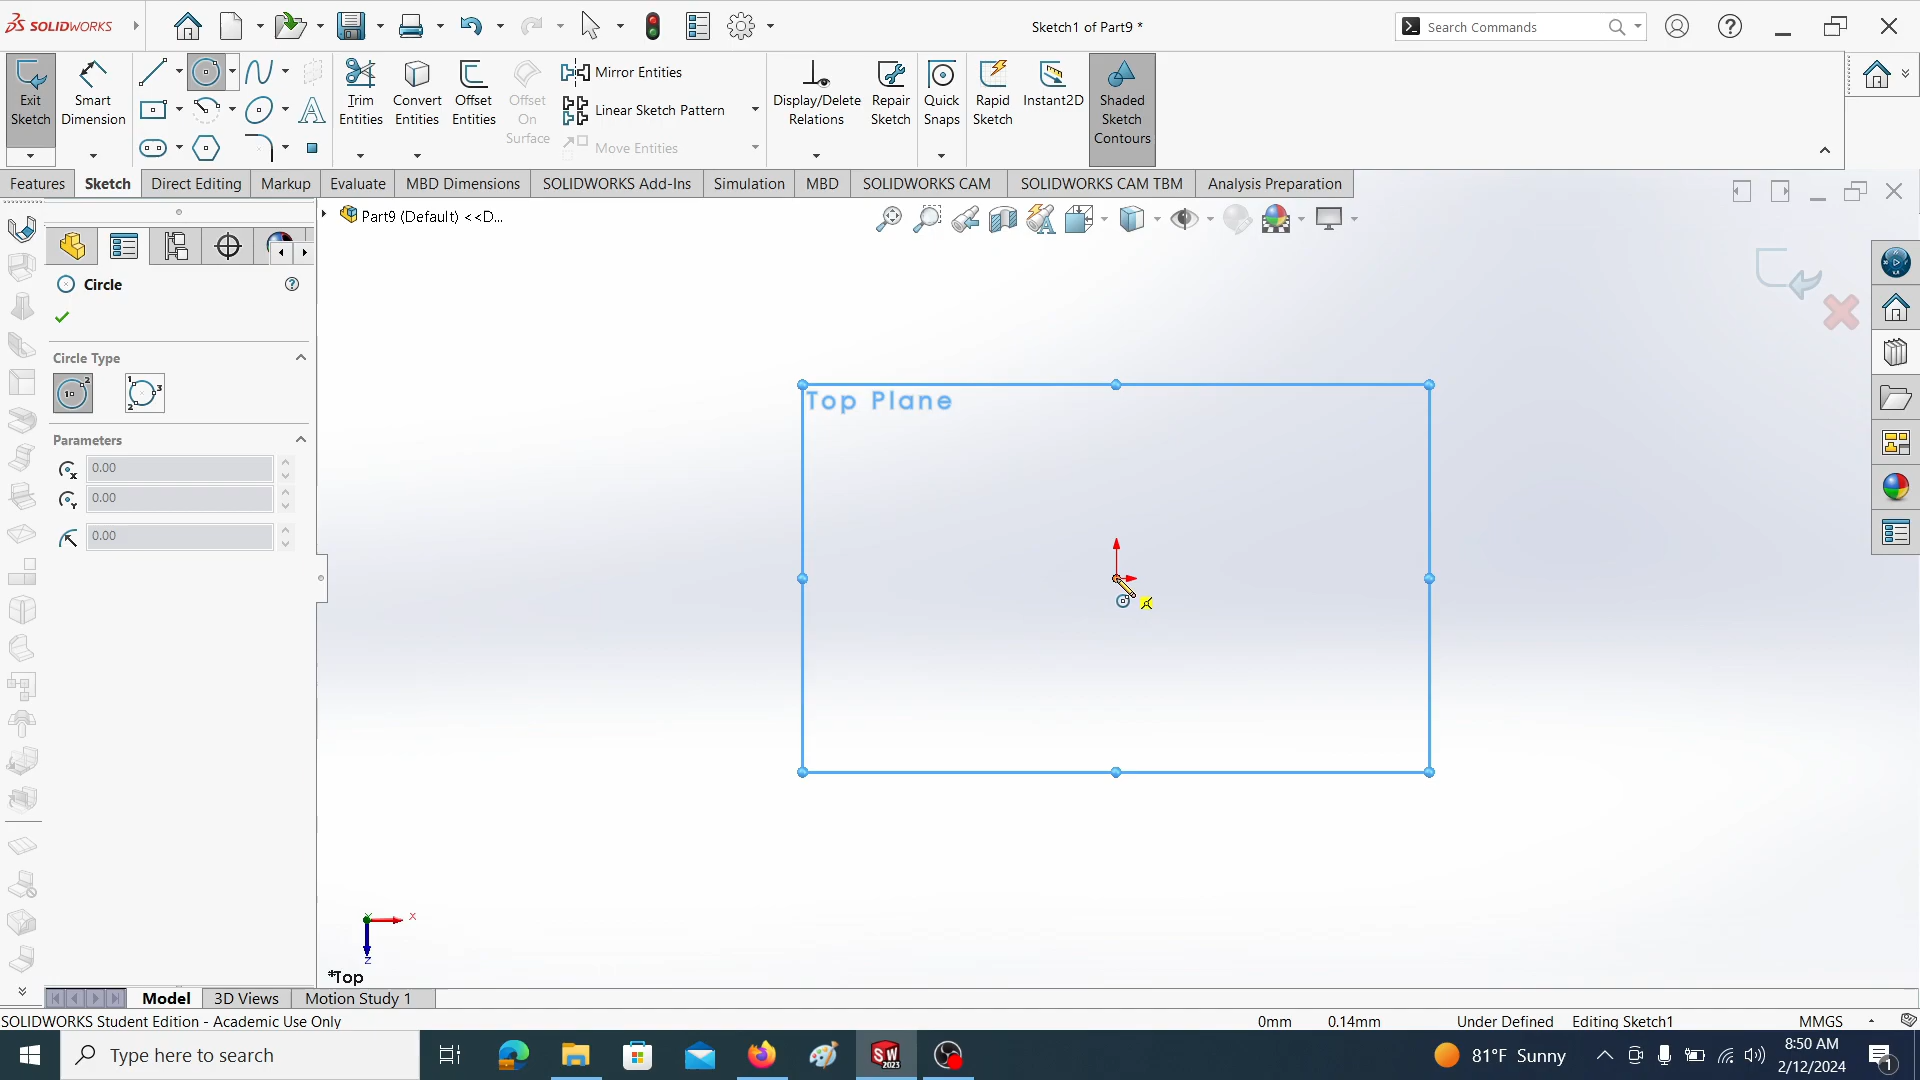 SOLIDWORKS
Sketch1 of Part9 *
Search Commands
Exit Sketch
Smart Dimension
Trim Entities
Convert Entities
Offset Entities
Offset On Surface
Mirror Entities
Linear Sketch Pattern
Move Entities
Display/Delete Relations
Repair Sketch
Quick Snaps
Rapid Sketch
Instant2D
Shaded Sketch Contours
Features
Sketch
Direct Editing
Markup
Evaluate
MBD Dimensions
SOLIDWORKS Add-Ins
Simulation
MBD
SOLIDWORKS CAM
SOLIDWORKS CAM TBM
Analysis Preparation
Part9 (Default) <<D...
Circle
Circle Type
Parameters
0.00
0.00
0.00
Top Plane
X
Z
*Top
Model
3D Views
Motion Study 1
SOLIDWORKS Student Edition - Academic Use Only
0mm
0.14mm
Under Defined
Editing Sketch1
MMGS
Type here to search
SW
2023
81°F Sunny
8:50 AM
2/12/2024
1